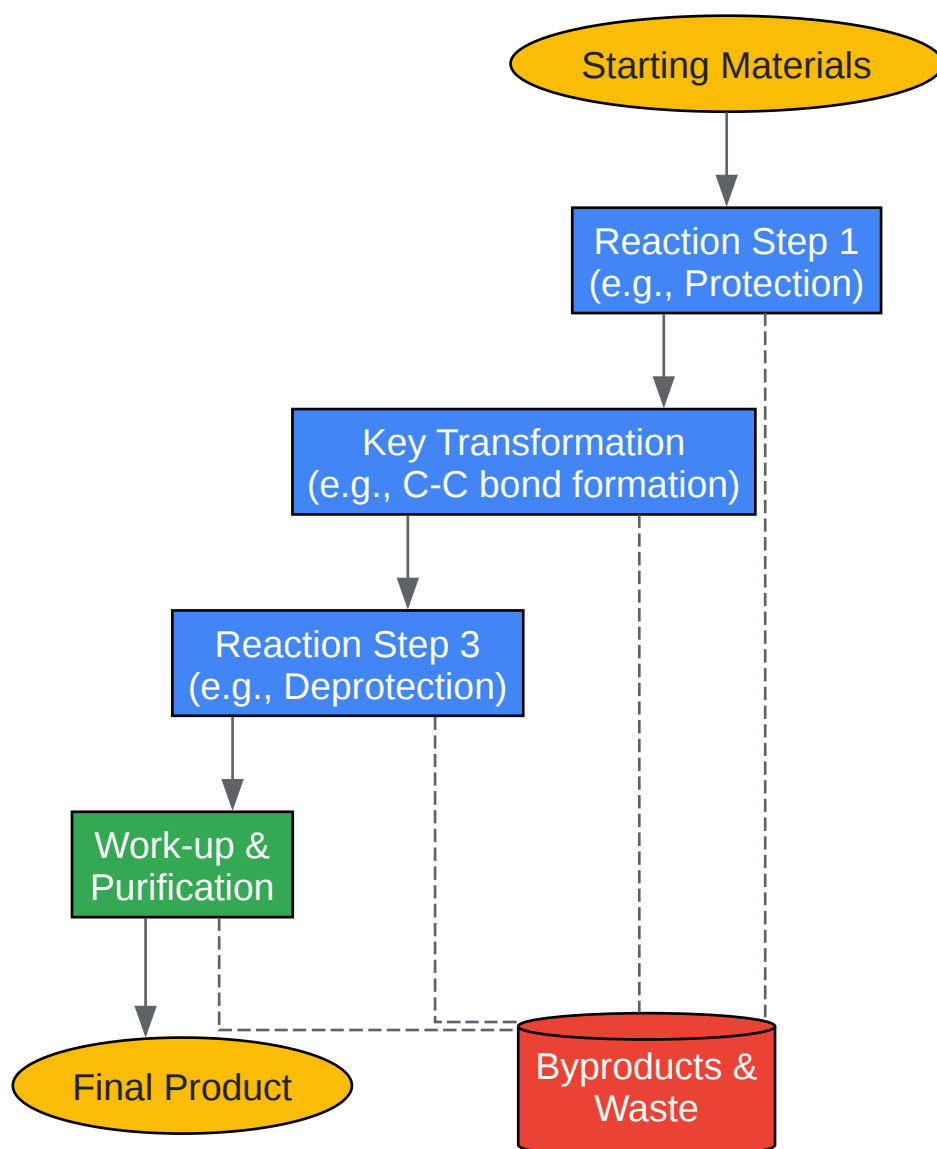 Starting Materials
Reaction Step 1
(e.g., Protection)
Key Transformation
(e.g., C-C bond formation)
Reaction Step 3
(e.g., Deprotection)
Work-up &
Purification
Final Product
Byproducts &
Waste